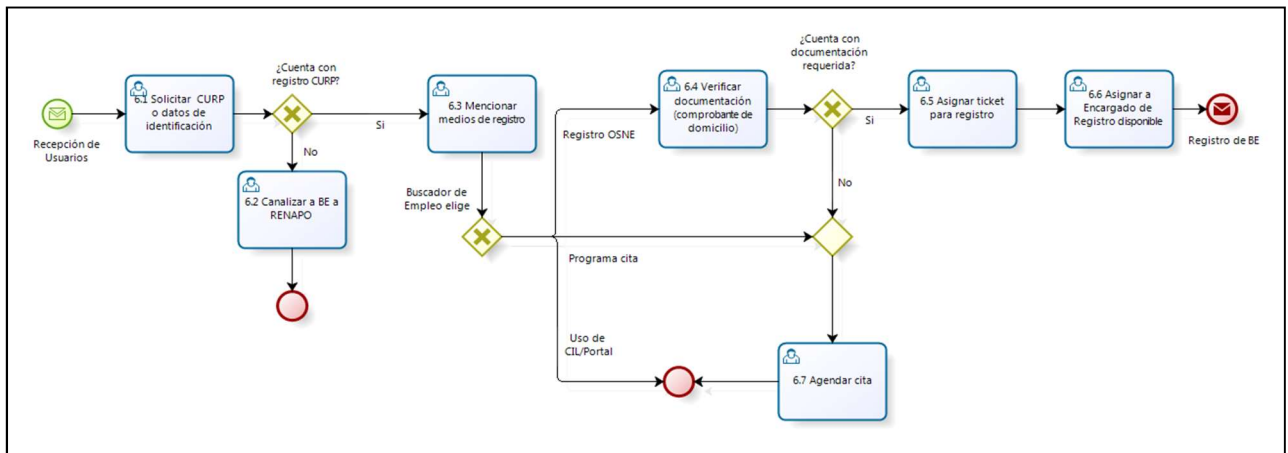 Recepción de
Usuarios
6.1 Solicitar CURP
o datos de
identificación
¿Cuenta con
registro CURP?
Si
No
6.2 Canalizar a BE a
RENAPO
6.3 Mencionar
medios de registro
Buscador de
Empleo elige
Registro OSNE
Programa cita
Uso de
CIL/Portal
6.4 Verificar
documentación
(comprobante de
domicilio)
¿Cuenta con
documentación
requerida?
Si
No
6.5 Asignar ticket
para registro
6.6 Asignar a
Encargado de
Registro disponible
Registro de BE
6.7 Agendar cita